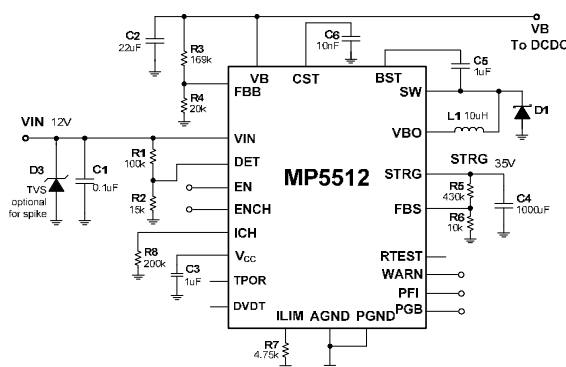 VB
To DCDC
C2
22uF
R3
169k
C6
10nF
C5
1uF
VB
CST
BST
FBB
SW
R4
20k
L1 10uH
D1
VIN 12V
VIN
VBO
R1
100k
DET
MP5512
STRG
STRG 35V
D3
TVS
optional
for spike
C1
0.1uF
EN
R5
430k
C4
1000uF
R2
15k
ENCH
FBS
R6
10k
ICH
RTEST
R8
200k
VCC
WARN
C3
1uF
TPOR
PFI
DVDT
PGB
ILIM
AGND
PGND
R7
4.75k